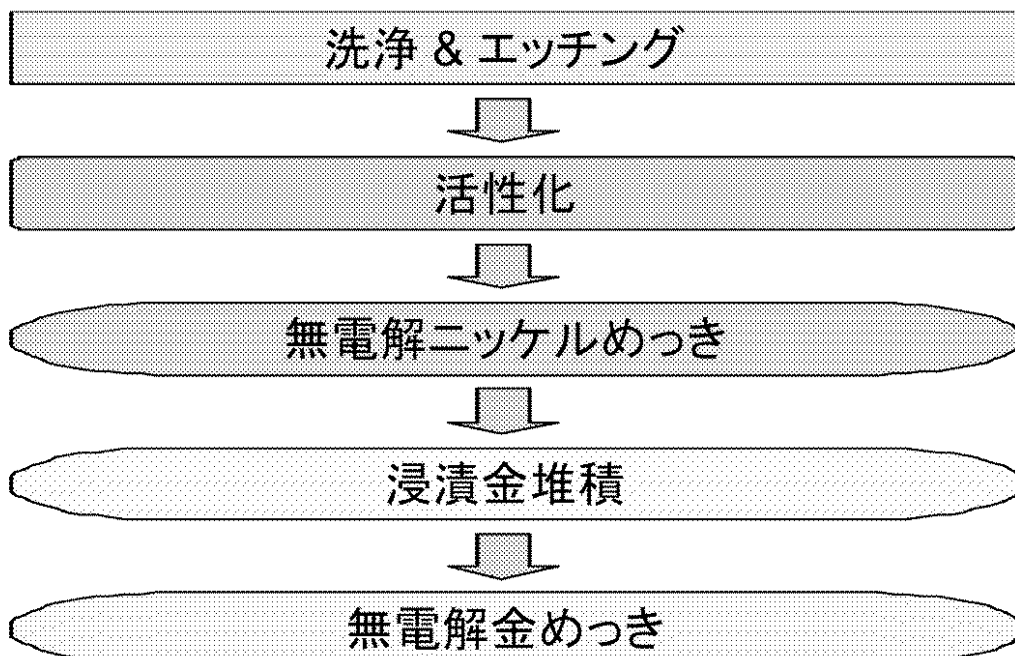 洗浄 & エッチング
活性化
無電解ニッケルめっき
浸漬金堆積
無電解金めっき